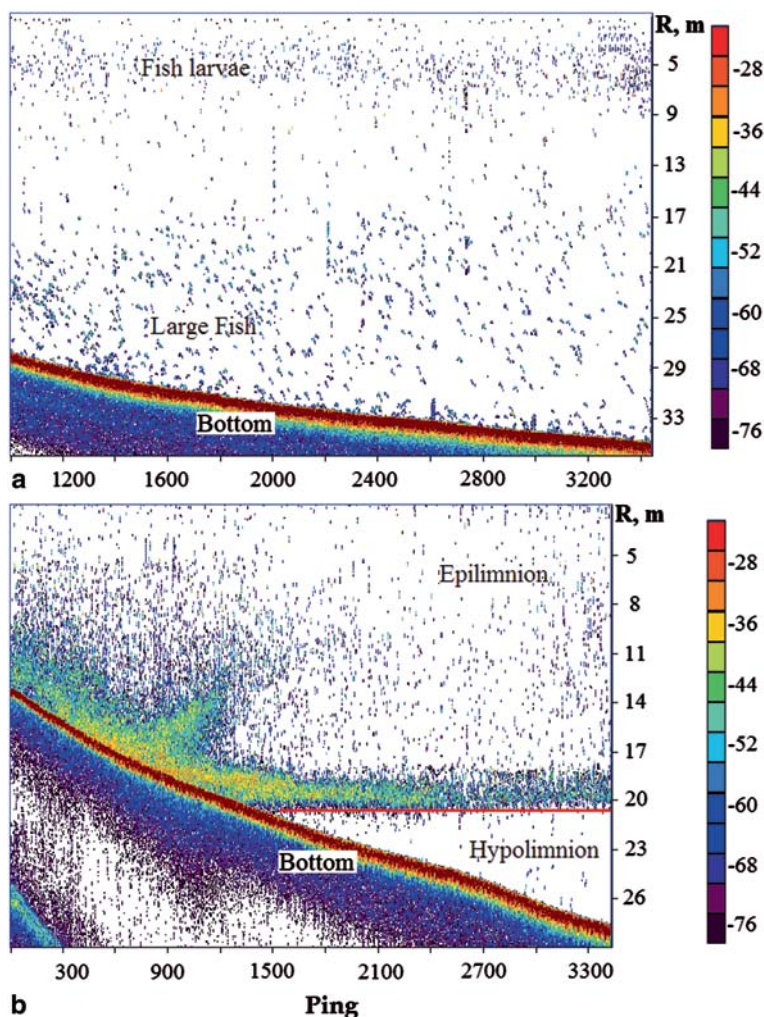 R, m
Fish larvae
5
9
13
17
21
25
29
33
Large Fish
Bottom
-28
-36
-44
-52
-60
-68
-76
a
1200 1600 2000 2400 2800 3200
R, m
Epilimnion
5
8
11
14
17
20
23
26
Hypolimnion
Bottom
-28
-36
-44
-52
-60
-68
-76
300 900 1500 2100 2700 3300
b Ping